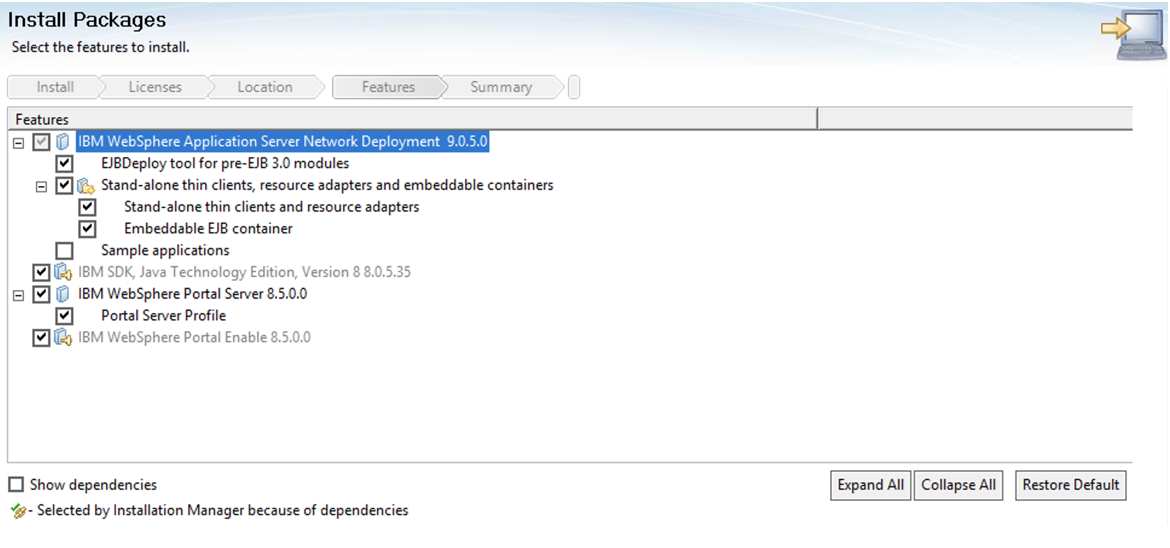 Install Packages
Select the features to install.
Install Licenses Location Features Summary
Features
IBM WebSphere Application Server Network Deployment 9.0.5.0
EJBDeploy tool for pre-EJB 3.0 modules
Stand-alone thin clients, resource adapters and embeddable containers
Stand-alone thin clients and resource adapters
Embeddable EJB container
Sample applications
IBM SDK, Java Technology Edition, Version 8 8.0.5.35
IBM WebSphere Portal Server 8.5.0.0
Portal Server Profile
IBM WebSphere Portal Enable 8.5.0.0
Show dependencies Expand All Collapse All Restore Default
- Selected by Installation Manager because of dependencies